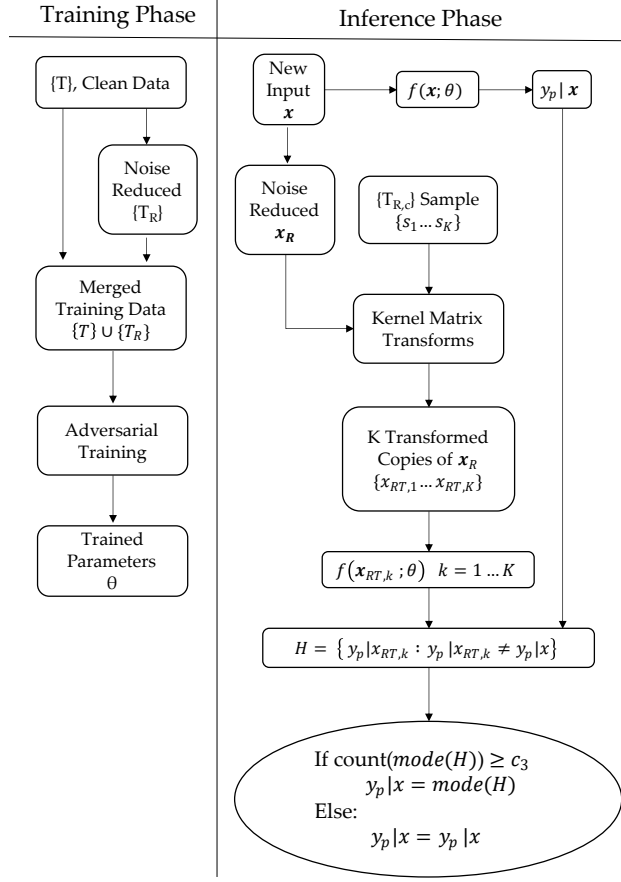 Training Phase
{T}, Clean Data
Noise
Reduced
{T_R}
Merged
Training Data
{T} ∪ {T_R}
Adversarial
Training
Trained
Parameters
θ
Inference Phase
New
Input
x
f(x; θ)
y_p| x
Noise
Reduced
x_R
{T_R,c} Sample
{s_1 … s_K}
Kernel Matrix
Transforms
K Transformed
Copies of x_R
{x_RT,1 … x_RT,K}
f(x_RT,k ; θ) k = 1 … K
H = { y_p|x_RT,k : y_p |x_RT,k ≠ y_p|x}
If count(mode(H)) ≥ c_3
y_p|x = mode(H)
Else:
y_p|x = y_p |x